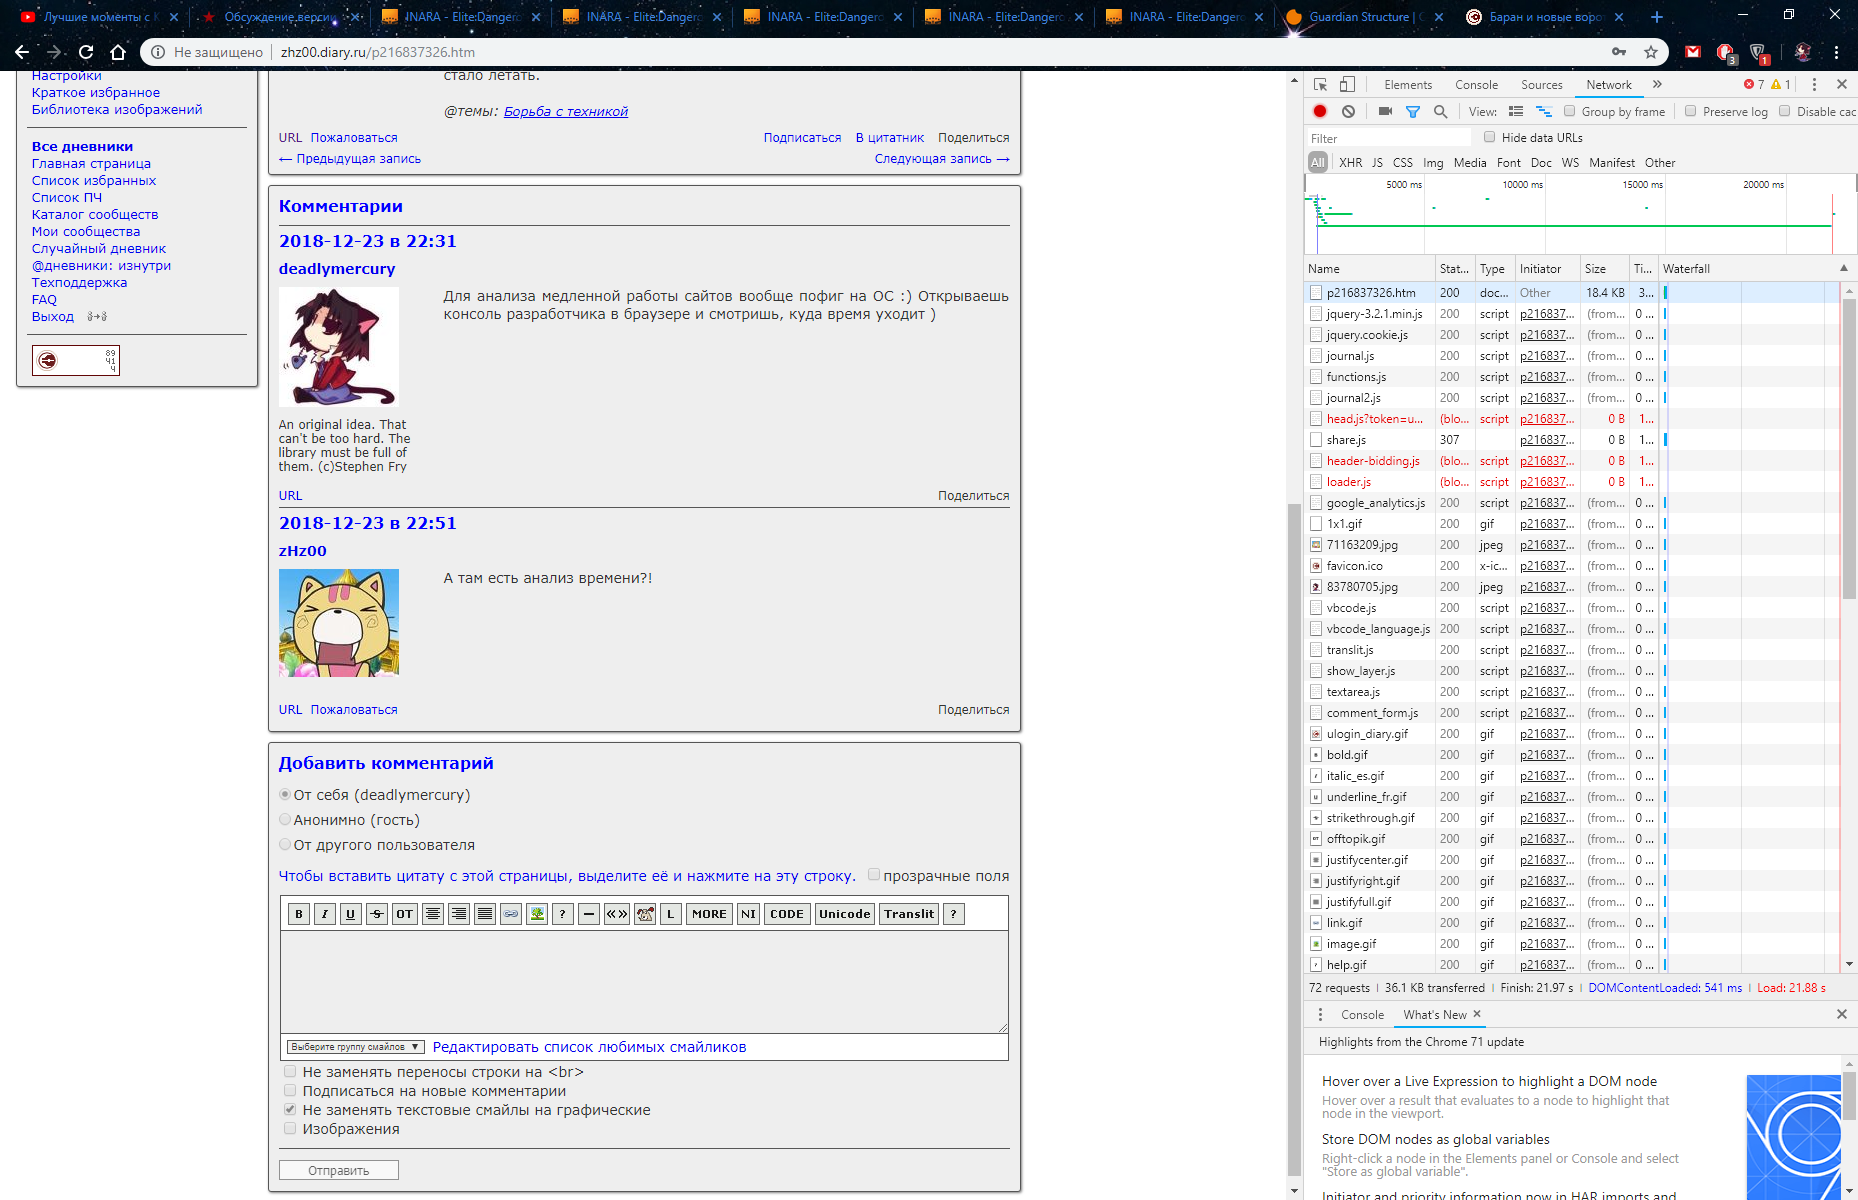 Лучшие моменты с K
Обсуждение верси
INARA - Elite:Danger
INARA - Elite:Danger
INARA - Elite:Danger
INARA - Elite:Danger
INARA - Elite:Danger
Guardian Structure | C
Баран и новые ворот
Не защищено
zhz00.diary.ru/p216837326.htm
3
1
Настройки
Краткое избранное
Библиотека изображений
Все дневники
Главная страница
Список избранных
Список ПЧ
Каталог сообществ
Мои сообщества
Случайный дневник
@дневники: изнутри
Техподдержка
FAQ
Выход
89
41
4
стало летать.
@темы: Борьба с техникой
URL Пожаловаться
Подписаться В цитатник Поделиться
← Предыдущая запись
Следующая запись →
Комментарии
2018-12-23 в 22:31
deadlymercury
Для анализа медленной работы сайтов вообще пофиг на ОС :) Открываешь
консоль разработчика в браузере и смотришь, куда время уходит )
An original idea. That
can't be too hard. The
library must be full of
them. (c)Stephen Fry
URL
Поделиться
2018-12-23 в 22:51
zHz00
А там есть анализ времени?!
URL Пожаловаться
Поделиться
Добавить комментарий
От себя (deadlymercury)
Анонимно (гость)
От другого пользователя
Чтобы вставить цитату с этой страницы, выделите её и нажмите на эту строку.
прозрачные поля
B I U S OT ? — «» L MORE NI CODE Unicode Translit ?
Выберите группу смайлов ▼
Редактировать список любимых смайликов
Не заменять переносы строки на <br>
Подписаться на новые комментарии
Не заменять текстовые смайлы на графические
Изображения
Отправить
Elements Console Sources Network » 7 1
View: Group by frame Preserve log Disable cac
Filter Hide data URLs
All XHR JS CSS Img Media Font Doc WS Manifest Other
5000 ms 10000 ms 15000 ms 20000 ms
Name Stat... Type Initiator Size Ti... Waterfall
p216837326.htm 200 doc... Other 18.4 KB 3...
jquery-3.2.1.min.js 200 script p216837... (from... 0 ...
jquery.cookie.js 200 script p216837... (from... 0 ...
journal.js 200 script p216837... (from... 0 ...
functions.js 200 script p216837... (from... 0 ...
journal2.js 200 script p216837... (from... 0 ...
head.js?token=u... (blo... script p216837... 0 B 1...
share.js 307 p216837... 0 B 1...
header-bidding.js (blo... script p216837... 0 B 1...
loader.js (blo... script p216837... 0 B 1...
google_analytics.js 200 script p216837... (from... 0 ...
1x1.gif 200 gif p216837... (from... 0 ...
71163209.jpg 200 jpeg p216837... (from... 0 ...
favicon.ico 200 x-ic... p216837... (from... 0 ...
83780705.jpg 200 jpeg p216837... (from... 0 ...
vbcode.js 200 script p216837... (from... 0 ...
vbcode_language.js 200 script p216837... (from... 0 ...
translit.js 200 script p216837... (from... 0 ...
show_layer.js 200 script p216837... (from... 0 ...
textarea.js 200 script p216837... (from... 0 ...
comment_form.js 200 script p216837... (from... 0 ...
ulogin_diary.gif 200 gif p216837... (from... 0 ...
bold.gif 200 gif p216837... (from... 0 ...
italic_es.gif 200 gif p216837... (from... 0 ...
underline_fr.gif 200 gif p216837... (from... 0 ...
strikethrough.gif 200 gif p216837... (from... 0 ...
offtopik.gif 200 gif p216837... (from... 0 ...
justifycenter.gif 200 gif p216837... (from... 0 ...
justifyright.gif 200 gif p216837... (from... 0 ...
justifyfull.gif 200 gif p216837... (from... 0 ...
link.gif 200 gif p216837... (from... 0 ...
image.gif 200 gif p216837... (from... 0 ...
help.gif 200 gif p216837... (from... 0 ...
72 requests | 36.1 KB transferred | Finish: 21.97 s | DOMContentLoaded: 541 ms | Load: 21.88 s
Console What's New ×
Highlights from the Chrome 71 update
Hover over a Live Expression to highlight a DOM node
Hover over a result that evaluates to a node to highlight that
node in the viewport.
Store DOM nodes as global variables
Right-click a node in the Elements panel or Console and select
"Store as global variable".
Initiator and priority information now in HAR imports and